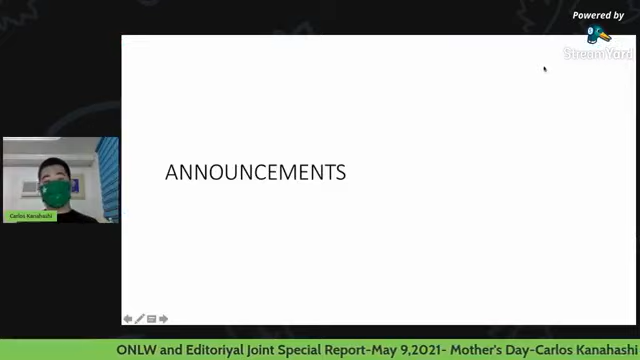 Powered by
StreamYard
ANNOUNCEMENTS
Carlos Kanahashi
ONLW and Editoriyal Joint Special Report-May 9,2021- Mother's Day-Carlos Kanahashi